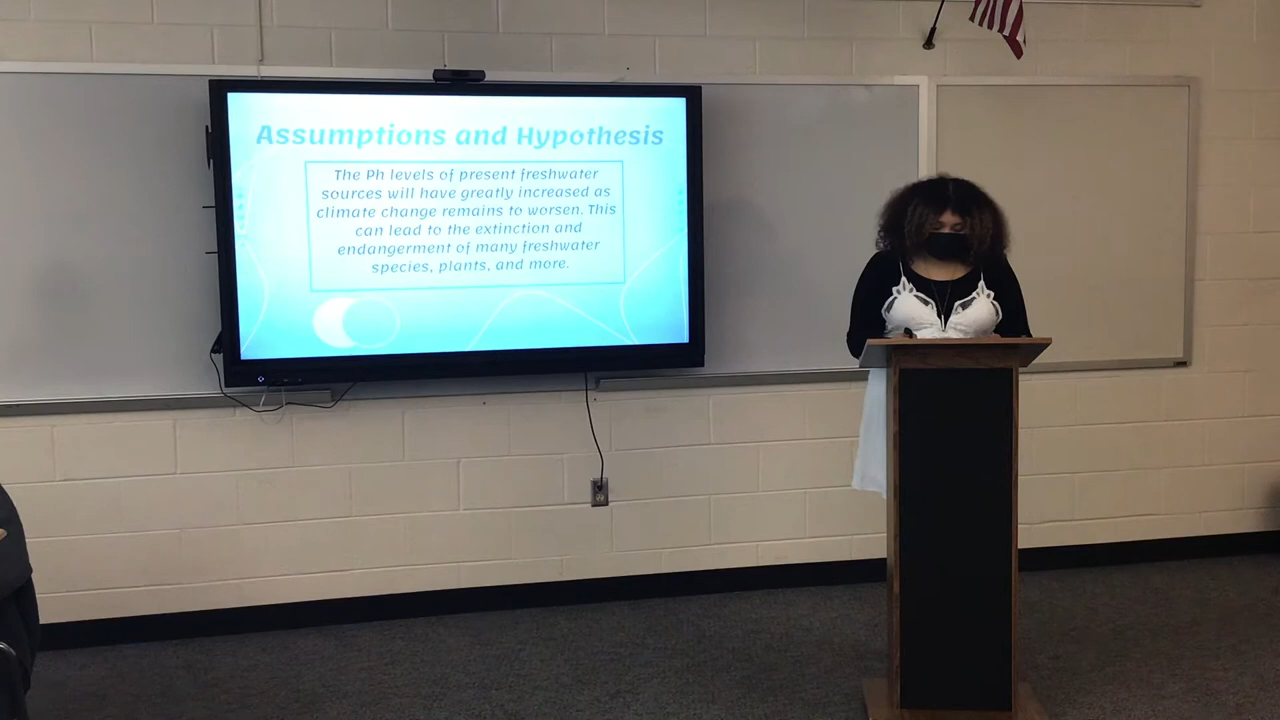 Assumptions and Hypothesis
The Ph levels of present freshwater
sources will have greatly increased as
climate change remains to worsen. This
can lead to the extinction and
endangerment of many freshwater
species, plants, and more.